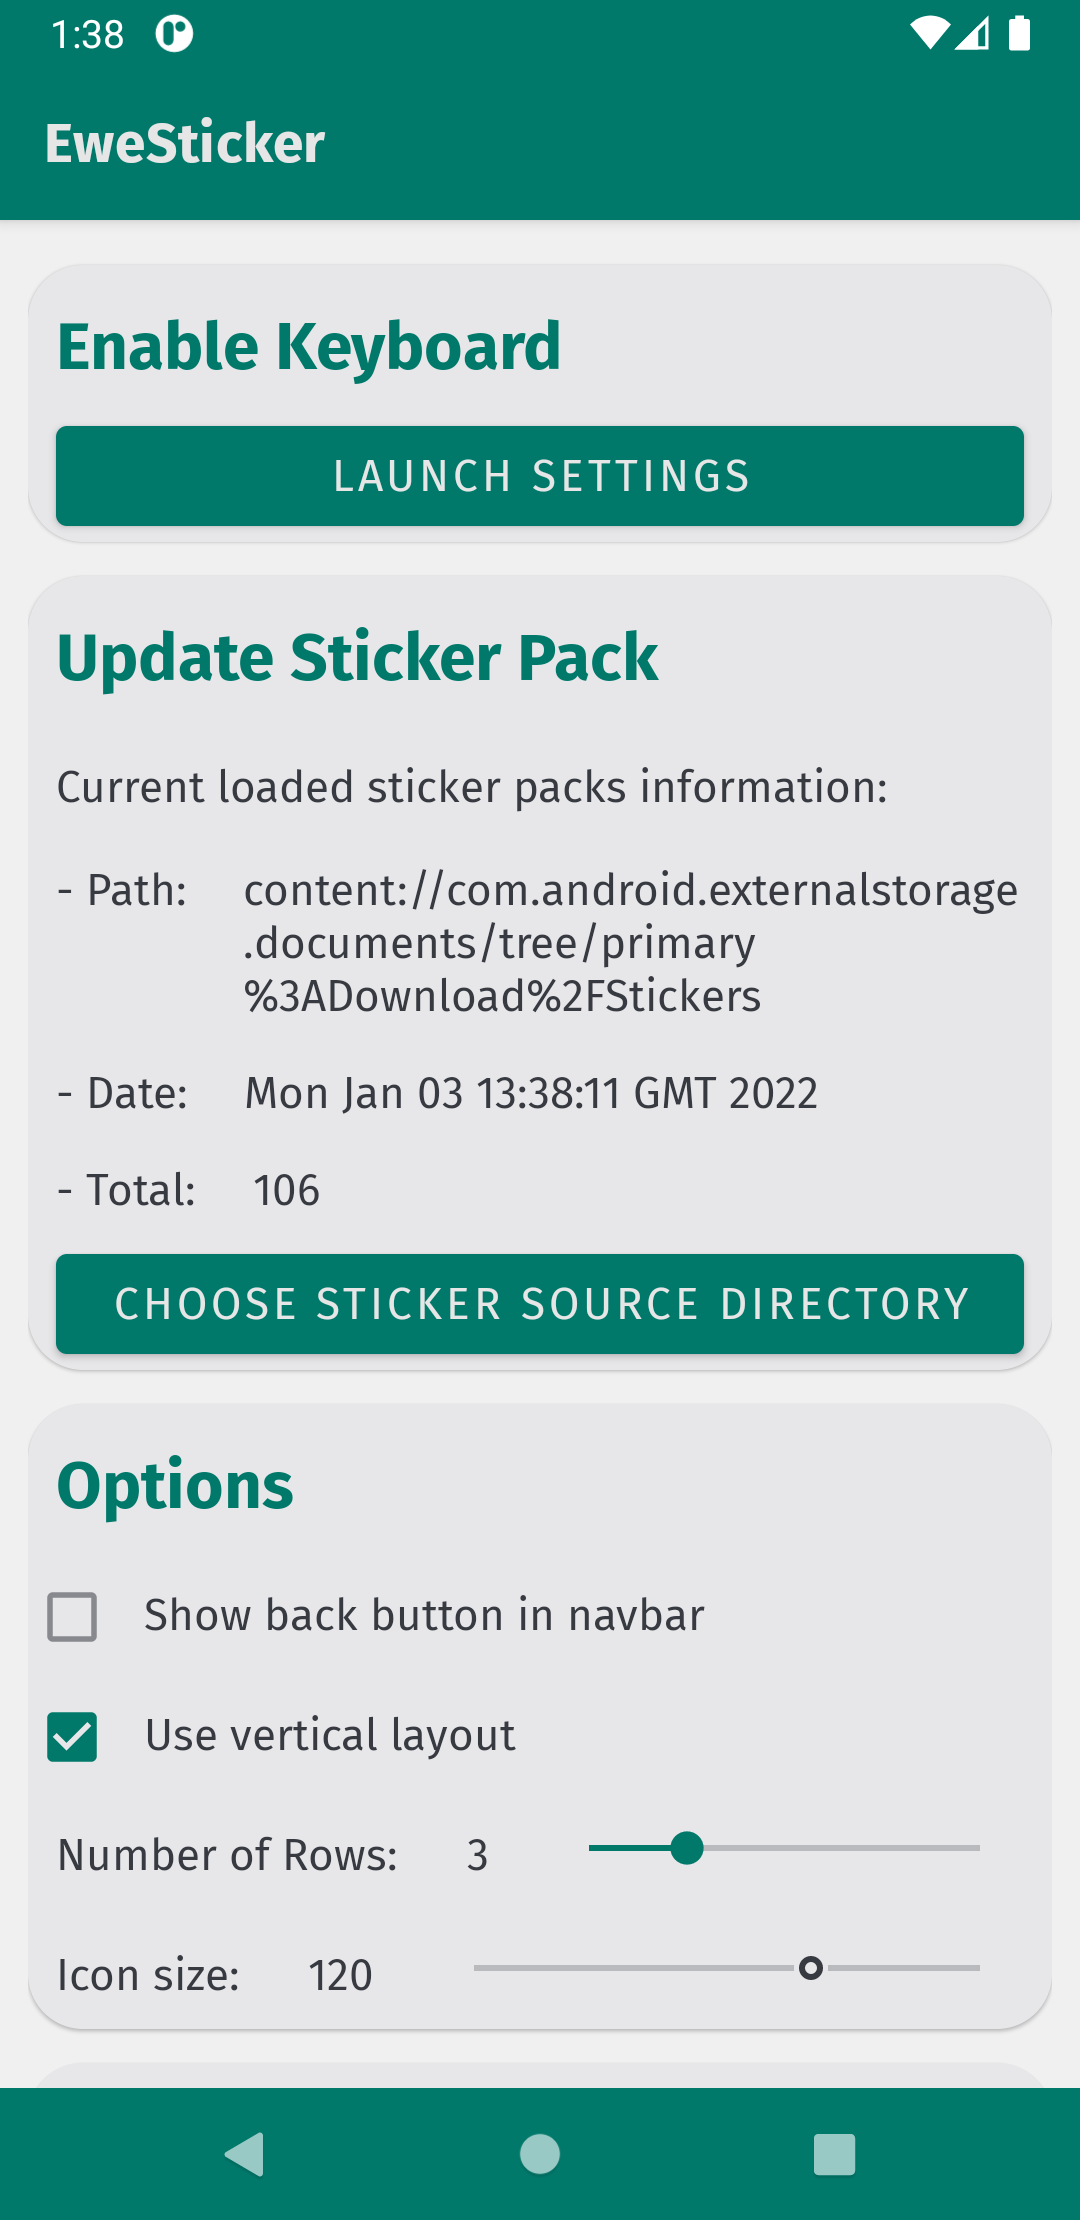 1:38
EweSticker
Enable Keyboard
LAUNCH SETTINGS
Update Sticker Pack
Current loaded sticker packs information:
- Path: content://com.android.externalstorage
.documents/tree/primary
%3ADownload%2FStickers
- Date: Mon Jan 03 13:38:11 GMT 2022
- Total: 106
CHOOSE STICKER SOURCE DIRECTORY
Options
Show back button in navbar
Use vertical layout
Number of Rows: 3
Icon size: 120